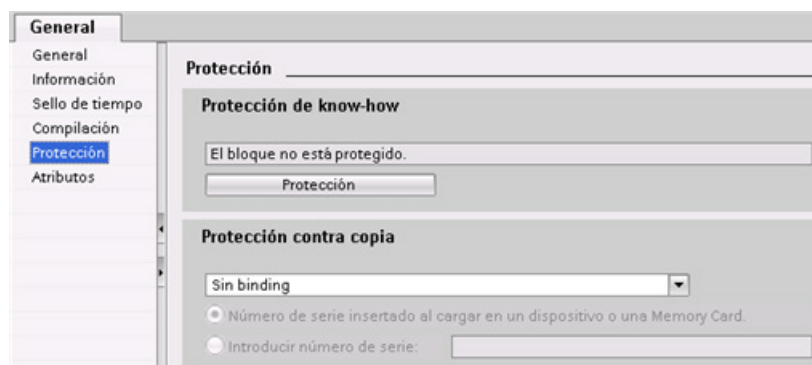 General
General
Información
Sello de tiempo
Compilación
Protección
Atributos
Protección
Protección de know-how
El bloque no está protegido.
Protección
Protección contra copia
Sin binding
Número de serie insertado al cargar en un dispositivo o una Memory Card.
Introducir número de serie: